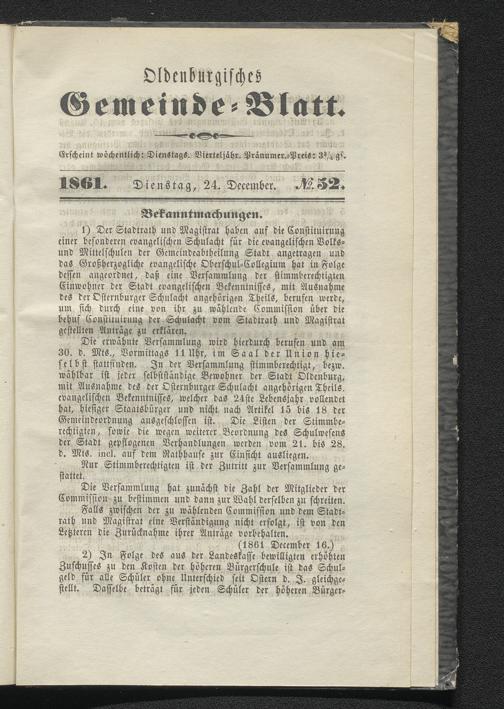 Oldenburgisches
Gemeinde-Blatt.
Erscheint wöchentlich: Dienstags. Vierteljähr. Pränumer.-Preis: 3¾ gſ.
1861. Dienstag, 24. December. №. 52.
Bekanntmachungen.
1) Der Stadtrath und Magistrat haben auf die Constituirung
einer besonderen evangelischen Schulacht für die evangelischen Volks-
und Mittelschulen der Gemeindeabtheilung Stadt angetragen und
das Großherzogliche evangelische Oberschul-Collegium hat in Folge
dessen angeordnet, daß eine Versammlung der stimmberechtigten
Einwohner der Stadt evangelischen Bekenntnisses, mit Ausnahme
des der Osternburger Schulacht angehörigen Theils, berufen werde,
um sich durch eine von ihr zu wählende Commission über die
behuf Constituirung der Schulacht vom Stadtrath und Magistrat
gestellten Anträge zu erklären.
Die erwähnte Versammlung wird hierdurch berufen und am
30. d. Mts., Vormittags 11 Uhr, im Saal der Union hie-
selbst stattfinden. In der Versammlung stimmberechtigt, bezw.
wählbar ist jeder selbstständige Bewohner der Stadt Oldenburg,
mit Ausnahme des der Osternburger Schulacht angehörigen Theils.
evangelischen Bekenntnisses, welcher das 24ste Lebensjahr vollendet
hat, hiesiger Staatsbürger und nicht nach Artikel 15 bis 18 der
Gemeindeordnung ausgeschlossen ist. Die Listen der Stimmbe-
rechtigten, sowie die wegen weiterer Beordnung des Schulwesens
der Stadt gepflogenen Verhandlungen werden vom 21. bis 28.
d. Mts. incl. auf dem Rathhause zur Einsicht ausliegen.
Nur Stimmberechtigten ist der Zutritt zur Versammlung ge-
stattet.
Die Versammlung hat zunächst die Zahl der Mitglieder der
Commission zu bestimmen und dann zur Wahl derselben zu schreiten.
Falls zwischen der zu wählenden Commission und dem Stadt-
rath und Magistrat eine Verständigung nicht erfolgt, ist von den
Letzteren die Zurücknahme ihrer Anträge vorbehalten.
(1861 December 16.)
2) In Folge des aus der Landeskasse bewilligten erhöhten
Zuschusses zu den Kosten der höheren Bürgerschule ist das Schul-
geld für alle Schüler ohne Unterschied seit Ostern d. J. gleichge-
stellt. Dasselbe beträgt für jeden Schüler der höheren Bürger-